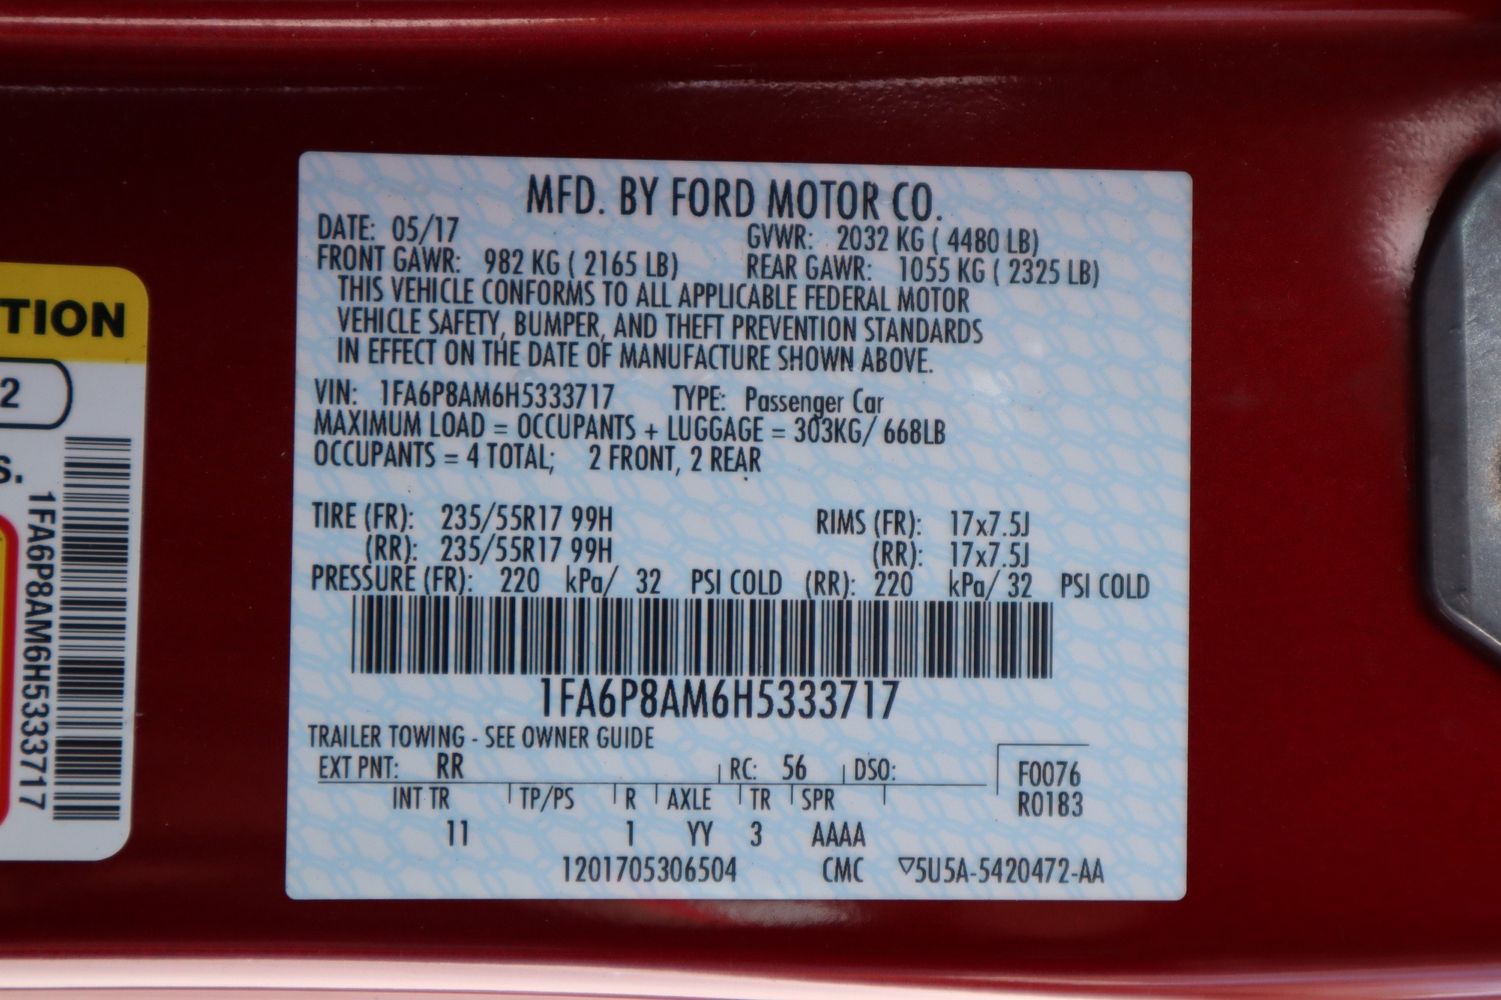 MFD. BY FORD MOTOR CO.
DATE: 05/17 GVWR: 2032 KG ( 4480 LB)
FRONT GAWR: 982 KG ( 2165 LB) REAR GAWR: 1055 KG ( 2325 LB)
THIS VEHICLE CONFORMS TO ALL APPLICABLE FEDERAL MOTOR
VEHICLE SAFETY, BUMPER, AND THEFT PREVENTION STANDARDS
IN EFFECT ON THE DATE OF MANUFACTURE SHOWN ABOVE.
VIN: 1FA6P8AM6H5333717 TYPE: Passenger Car
MAXIMUM LOAD = OCCUPANTS + LUGGAGE = 303KG/ 668LB
OCCUPANTS = 4 TOTAL; 2 FRONT, 2 REAR
TIRE (FR): 235/55R17 99H RIMS (FR): 17x7.5J
(RR): 235/55R17 99H (RR): 17x7.5J
PRESSURE (FR): 220 kPa/ 32 PSI COLD (RR): 220 kPa/ 32 PSI COLD
1FA6P8AM6H5333717
TRAILER TOWING - SEE OWNER GUIDE
EXT PNT: RR RC: 56 DSO: F0076
INT TR TP/PS R AXLE TR SPR R0183
11 1 YY 3 AAAA
1201705306504 CMC ▽5U5A-5420472-AA
TION
2
S.
1FA6P8AM6H5333717